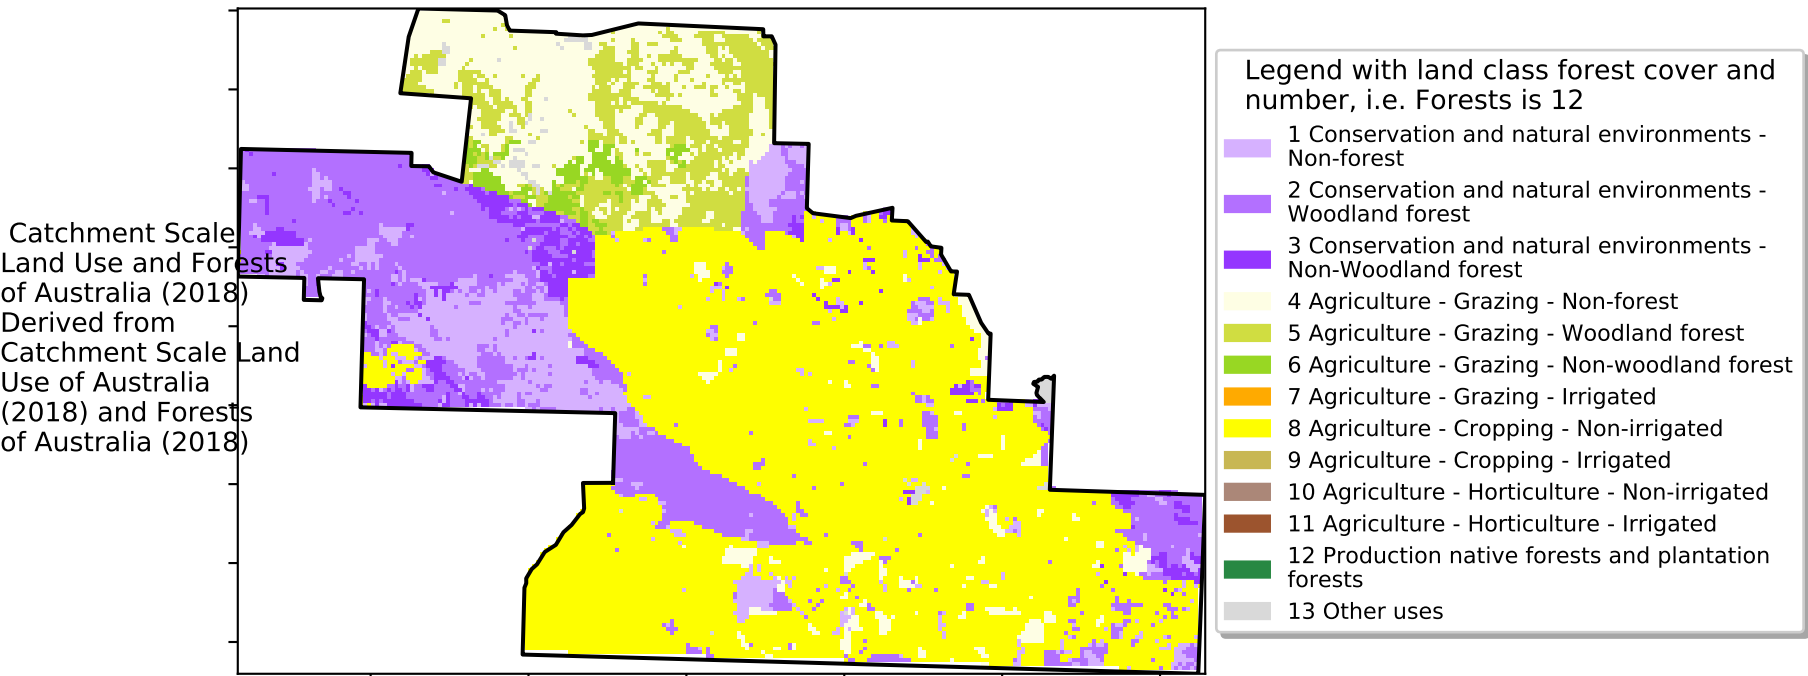 Catchment Scale
Land Use and Forests
of Australia (2018)
Derived from
Catchment Scale Land
Use of Australia
(2018) and Forests
of Australia (2018)
Legend with land class forest cover and
number, i.e. Forests is 12
1 Conservation and natural environments -
Non-forest
2 Conservation and natural environments -
Woodland forest
3 Conservation and natural environments -
Non-Woodland forest
4 Agriculture - Grazing - Non-forest
5 Agriculture - Grazing - Woodland forest
6 Agriculture - Grazing - Non-woodland forest
7 Agriculture - Grazing - Irrigated
8 Agriculture - Cropping - Non-irrigated
9 Agriculture - Cropping - Irrigated
10 Agriculture - Horticulture - Non-irrigated
11 Agriculture - Horticulture - Irrigated
12 Production native forests and plantation
forests
13 Other uses